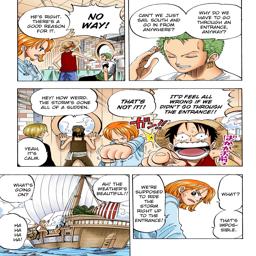 HE'S RIGHT.
THERE'S A
GOOD REASON
FOR IT.
NO
WAY!
CAN'T WE JUST
SAIL SOUTH AND
GO IN FROM
ANYWHERE?
WHY DO WE
HAVE TO GO
THROUGH AN
ENTRANCE,
ANYWAY?
HEY! HOW WEIRD.
THE STORM'S GONE
ALL OF A SUDDEN.
YEAH,
IT'S
CALM.
THAT'S
NOT IT!!
IT'D FEEL ALL
WRONG IF WE
DIDN'T GO THROUGH
THE ENTRANCE!!
WHAT'S
GOING
ON?
AH! THE
WEATHER'S
BEAUTIFUL!!
HA
HA
HA
HA!
WE'RE
SUPPOSED
TO RIDE
THE STORM
RIGHT UP
TO THE
ENTRANCE!
WHAT?
THAT'S
IMPOS-
SIBLE.